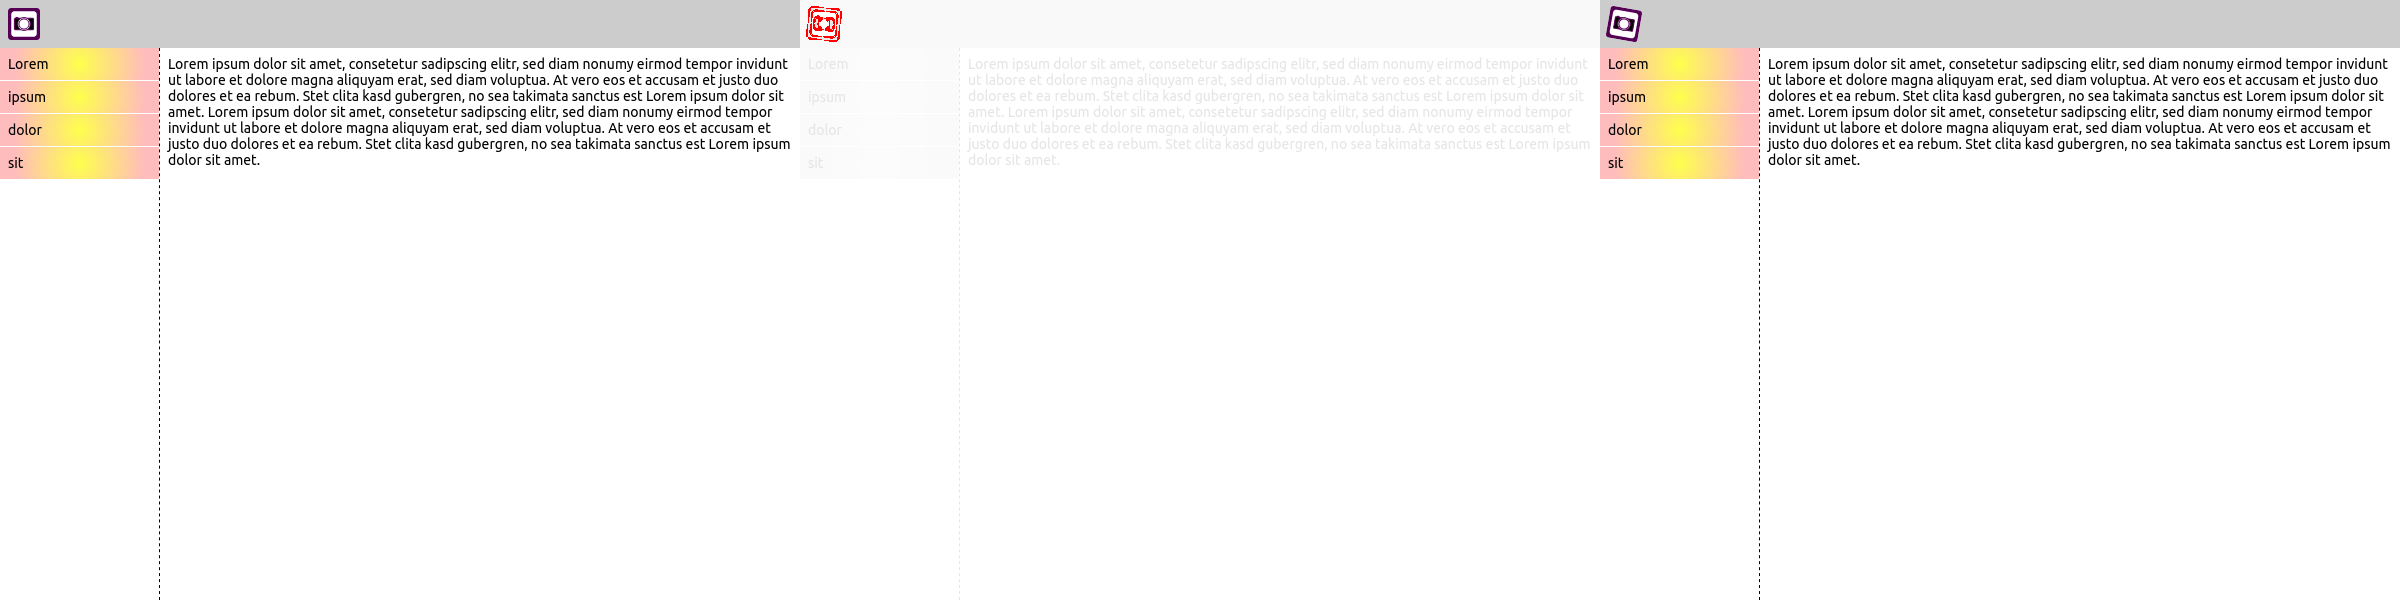 Lorem
ipsum
dolor
sit
Lorem ipsum dolor sit amet, consetetur sadipscing elitr, sed diam nonumy eirmod tempor invidunt
ut labore et dolore magna aliquyam erat, sed diam voluptua. At vero eos et accusam et justo duo
dolores et ea rebum. Stet clita kasd gubergren, no sea takimata sanctus est Lorem ipsum dolor sit
amet. Lorem ipsum dolor sit amet, consetetur sadipscing elitr, sed diam nonumy eirmod tempor
invidunt ut labore et dolore magna aliquyam erat, sed diam voluptua. At vero eos et accusam et
justo duo dolores et ea rebum. Stet clita kasd gubergren, no sea takimata sanctus est Lorem ipsum
dolor sit amet.
Lorem
ipsum
dolor
sit
Lorem ipsum dolor sit amet, consetetur sadipscing elitr, sed diam nonumy eirmod tempor invidunt
ut labore et dolore magna aliquyam erat, sed diam voluptua. At vero eos et accusam et justo duo
dolores et ea rebum. Stet clita kasd gubergren, no sea takimata sanctus est Lorem ipsum dolor sit
amet. Lorem ipsum dolor sit amet, consetetur sadipscing elitr, sed diam nonumy eirmod tempor
invidunt ut labore et dolore magna aliquyam erat, sed diam voluptua. At vero eos et accusam et
justo duo dolores et ea rebum. Stet clita kasd gubergren, no sea takimata sanctus est Lorem ipsum
dolor sit amet.
Lorem
ipsum
dolor
sit
Lorem ipsum dolor sit amet, consetetur sadipscing elitr, sed diam nonumy eirmod tempor invidunt
ut labore et dolore magna aliquyam erat, sed diam voluptua. At vero eos et accusam et justo duo
dolores et ea rebum. Stet clita kasd gubergren, no sea takimata sanctus est Lorem ipsum dolor sit
amet. Lorem ipsum dolor sit amet, consetetur sadipscing elitr, sed diam nonumy eirmod tempor
invidunt ut labore et dolore magna aliquyam erat, sed diam voluptua. At vero eos et accusam et
justo duo dolores et ea rebum. Stet clita kasd gubergren, no sea takimata sanctus est Lorem ipsum
dolor sit amet.